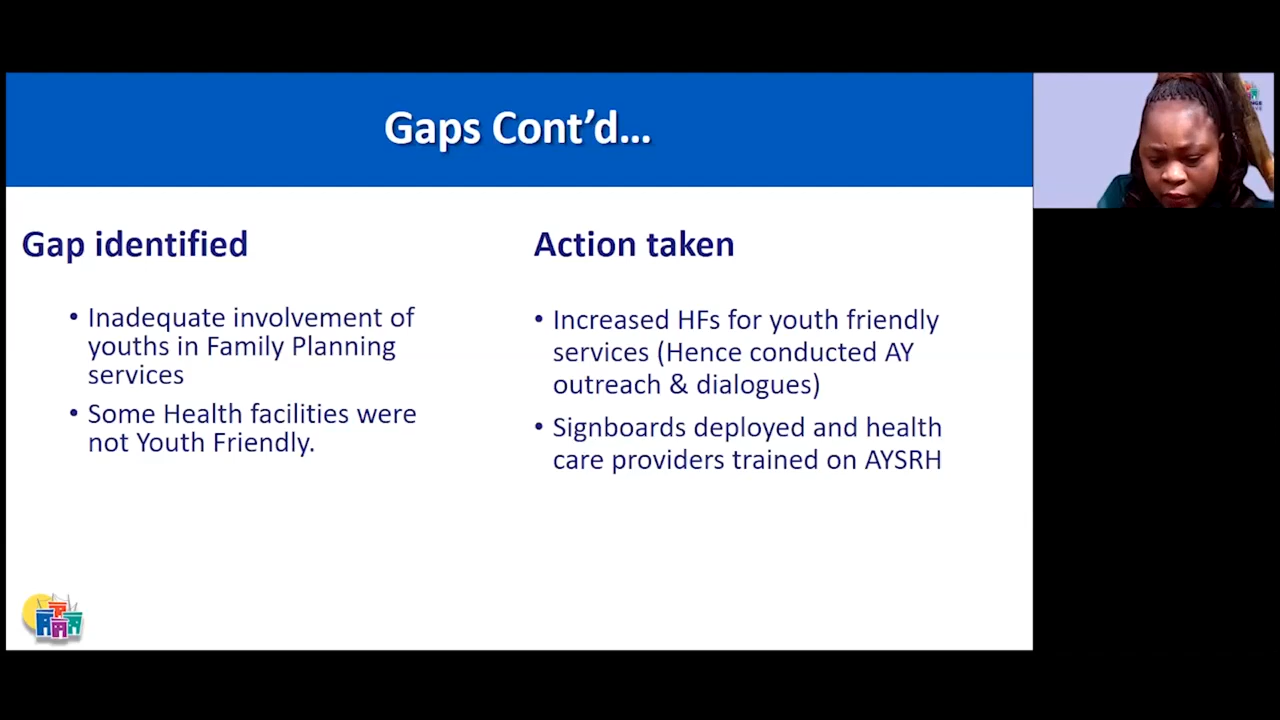 Gaps Cont’d…
Gap identified
• Inadequate involvement of
youths in Family Planning
services
• Some Health facilities were
not Youth Friendly.
Action taken
• Increased HFs for youth friendly
services (Hence conducted AY
outreach & dialogues)
• Signboards deployed and health
care providers trained on AYSRH